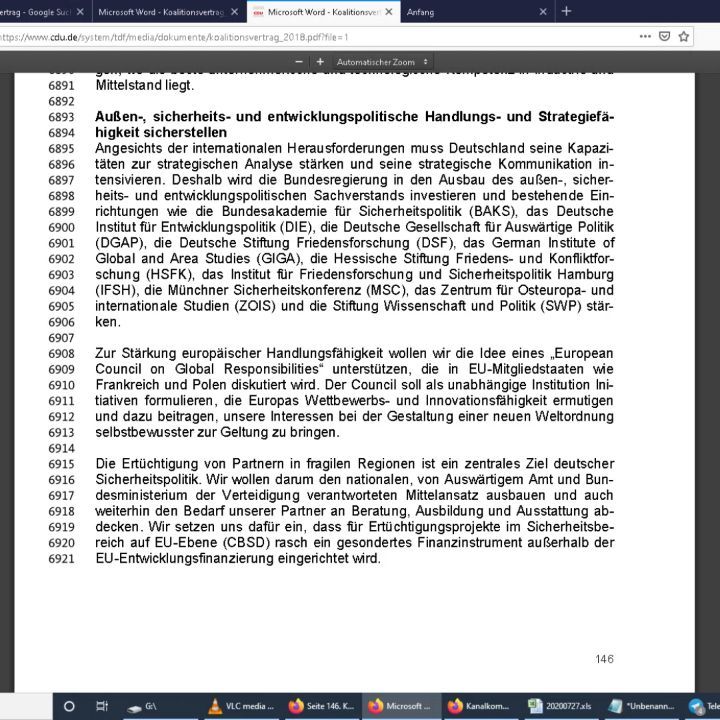 ertrag - Google Suc
Microsoft Word - Koalitionsvertrag
Microsoft Word - Koalitionsvert
Anfang
https://www.cdu.de/system/tdf/media/dokumente/koalitionsvertrag_2018.pdf?file=1
Automatischer Zoom
6891 Mittelstand liegt.
6892
6893 Außen-, sicherheits- und entwicklungspolitische Handlungs- und Strategiefä-
6894 higkeit sicherstellen
6895 Angesichts der internationalen Herausforderungen muss Deutschland seine Kapazi-
6896 täten zur strategischen Analyse stärken und seine strategische Kommunikation in-
6897 tensivieren. Deshalb wird die Bundesregierung in den Ausbau des außen-, sicher-
6898 heits- und entwicklungspolitischen Sachverstands investieren und bestehende Ein-
6899 richtungen wie die Bundesakademie für Sicherheitspolitik (BAKS), das Deutsche
6900 Institut für Entwicklungspolitik (DIE), die Deutsche Gesellschaft für Auswärtige Politik
6901 (DGAP), die Deutsche Stiftung Friedensforschung (DSF), das German Institute of
6902 Global and Area Studies (GIGA), die Hessische Stiftung Friedens- und Konfliktfor-
6903 schung (HSFK), das Institut für Friedensforschung und Sicherheitspolitik Hamburg
6904 (IFSH), die Münchner Sicherheitskonferenz (MSC), das Zentrum für Osteuropa- und
6905 internationale Studien (ZOIS) und die Stiftung Wissenschaft und Politik (SWP) stär-
6906 ken.
6907
6908 Zur Stärkung europäischer Handlungsfähigkeit wollen wir die Idee eines „European
6909 Council on Global Responsibilities“ unterstützen, die in EU-Mitgliedstaaten wie
6910 Frankreich und Polen diskutiert wird. Der Council soll als unabhängige Institution Ini-
6911 tiativen formulieren, die Europas Wettbewerbs- und Innovationsfähigkeit ermutigen
6912 und dazu beitragen, unsere Interessen bei der Gestaltung einer neuen Weltordnung
6913 selbstbewusster zur Geltung zu bringen.
6914
6915 Die Ertüchtigung von Partnern in fragilen Regionen ist ein zentrales Ziel deutscher
6916 Sicherheitspolitik. Wir wollen darum den nationalen, von Auswärtigem Amt und Bun-
6917 desministerium der Verteidigung verantworteten Mittelansatz ausbauen und auch
6918 weiterhin den Bedarf unserer Partner an Beratung, Ausbildung und Ausstattung ab-
6919 decken. Wir setzen uns dafür ein, dass für Ertüchtigungsprojekte im Sicherheitsbe-
6920 reich auf EU-Ebene (CBSD) rasch ein gesondertes Finanzinstrument außerhalb der
6921 EU-Entwicklungsfinanzierung eingerichtet wird.
146
G:\
VLC media ...
Seite 146. K...
Microsoft ...
Kanalkom...
20200727.xls
*Unbenann...
Tele